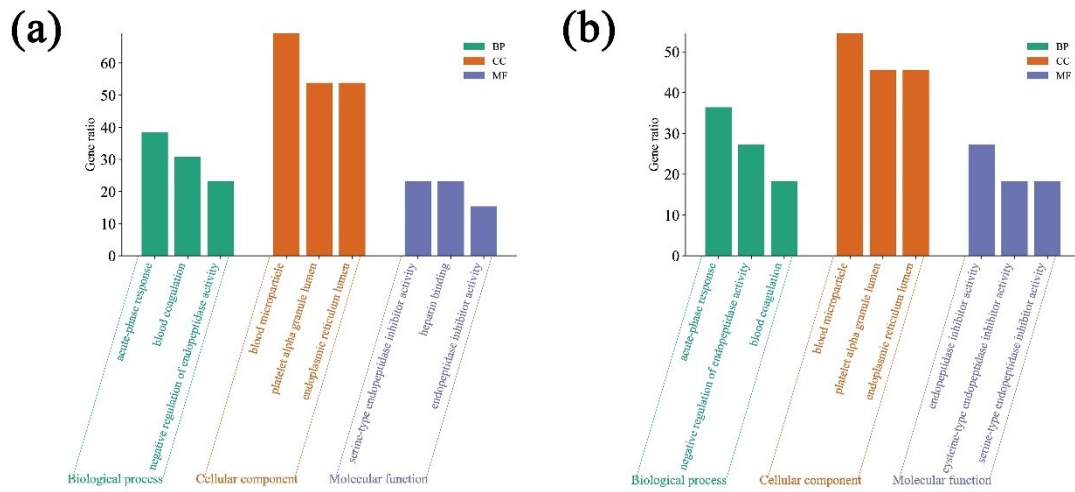 (a)
BP
CC
MF
Gene ratio
60
50
40
30
20
10
0
acute-phase response
blood coagulation
negative regulation of endopeptidase activity
blood microparticle
platelet alpha granule lumen
endoplasmic reticulum lumen
serine-type endopeptidase inhibitor activity
heparin binding
endopeptidase inhibitor activity
Biological process
Cellular component
Molecular function
(b)
BP
CC
MF
Gene ratio
50
40
30
20
10
0
acute-phase response
negative regulation of endopeptidase activity
blood coagulation
blood microparticle
platelet alpha granule lumen
endoplasmic reticulum lumen
endopeptidase inhibitor activity
cysteine-type endopeptidase inhibitor activity
serine-type endopeptidase inhibitor activity
Biological process
Cellular component
Molecular function